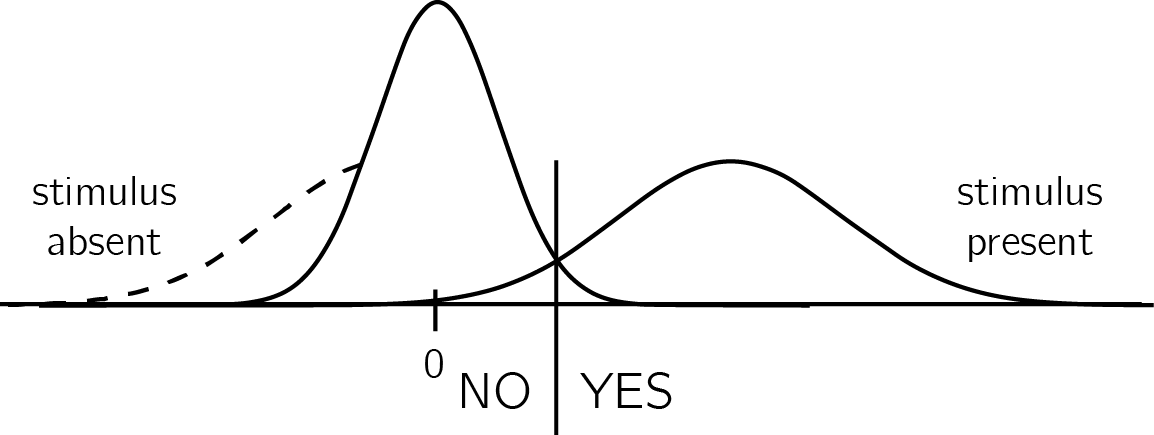 stimulus
absent
stimulus
present
0
NO
YES